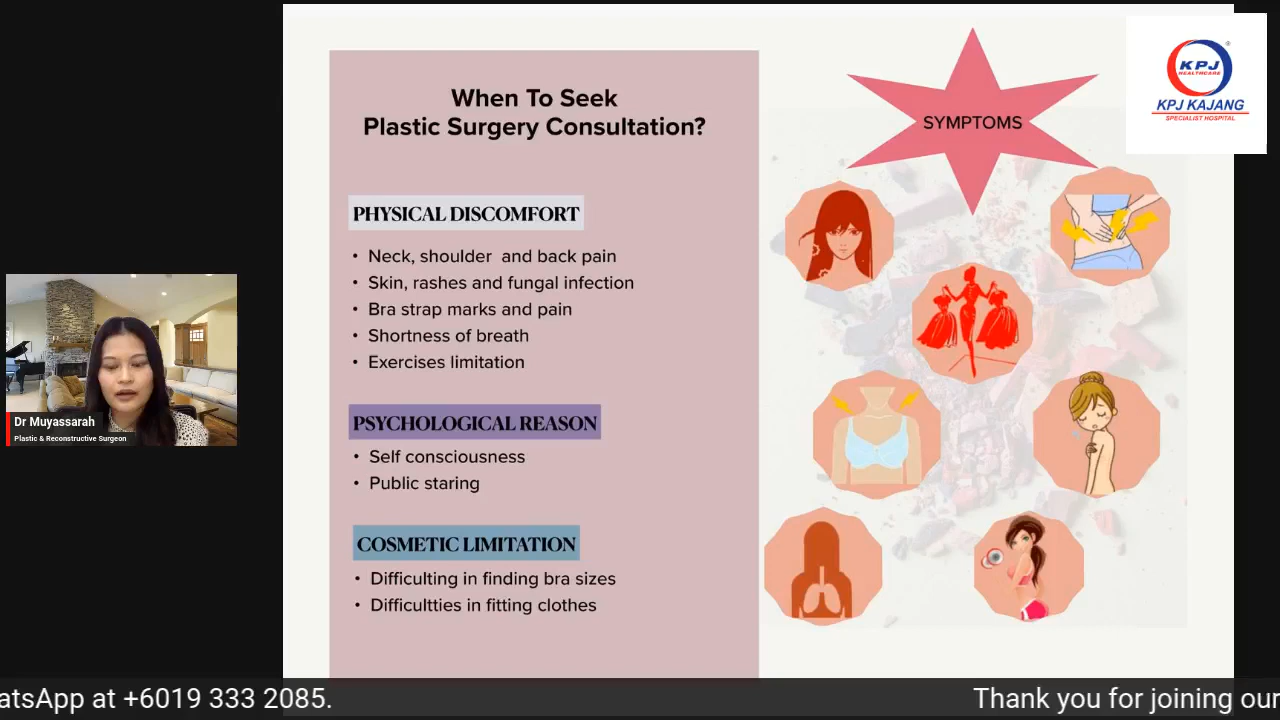 When To Seek
Plastic Surgery Consultation?
PHYSICAL DISCOMFORT
• Neck, shoulder and back pain
• Skin, rashes and fungal infection
• Bra strap marks and pain
• Shortness of breath
• Exercises limitation
PSYCHOLOGICAL REASON
• Self consciousness
• Public staring
COSMETIC LIMITATION
• Difficulting in finding bra sizes
• Difficultties in fitting clothes
SYMPTOMS
KPJ
HEALTHCARE
®
KPJ KAJANG
SPECIALIST HOSPITAL
Dr Muyassarah
Plastic & Reconstructive Surgeon
atsApp at +6019 333 2085.
Thank you for joining our